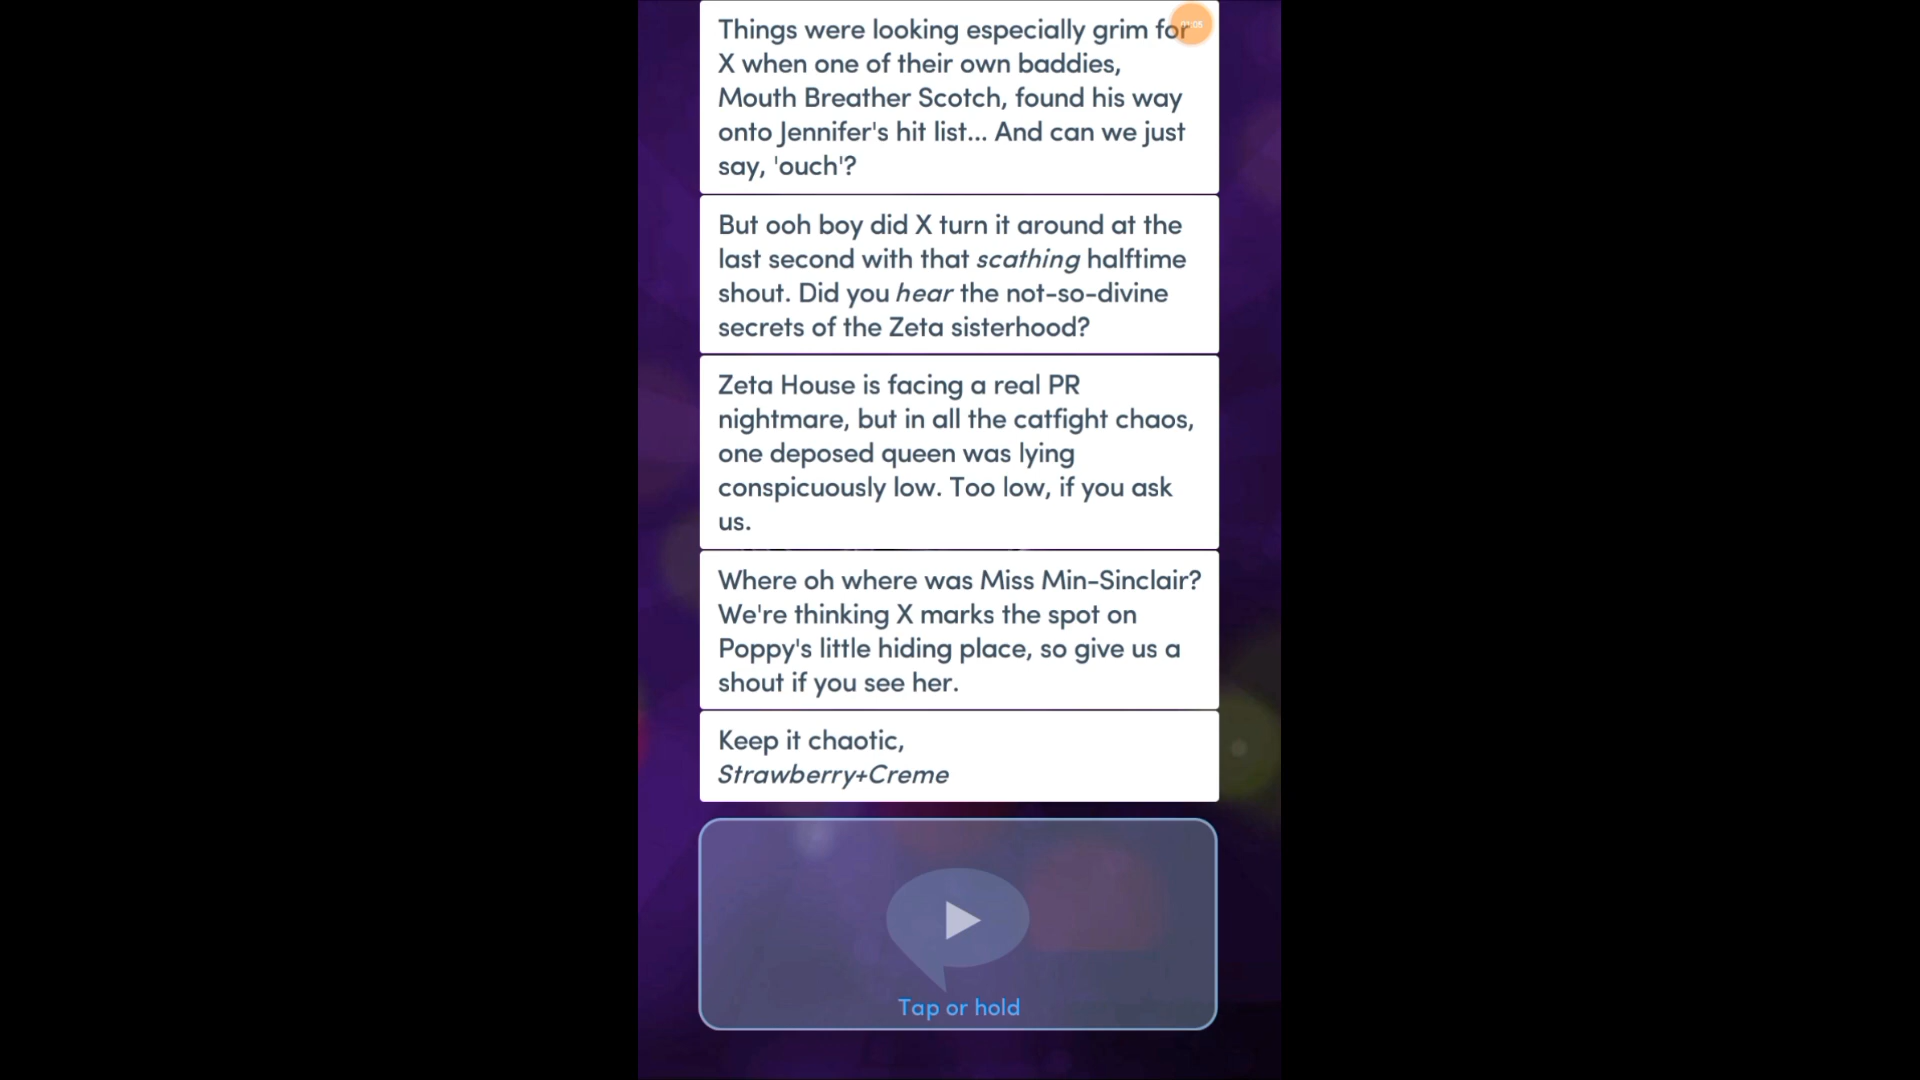 Things were looking especially grim for
X when one of their own baddies,
Mouth Breather Scotch, found his way
onto Jennifer's hit list... And can we just
say, 'ouch'?
But ooh boy did X turn it around at the
last second with that scathing halftime
shout. Did you hear the not-so-divine
secrets of the Zeta sisterhood?
Zeta House is facing a real PR
nightmare, but in all the catfight chaos,
one deposed queen was lying
conspicuously low. Too low, if you ask
us.
Where oh where was Miss Min-Sinclair?
We're thinking X marks the spot on
Poppy's little hiding place, so give us a
shout if you see her.
Keep it chaotic,
Strawberry+Creme
Tap or hold